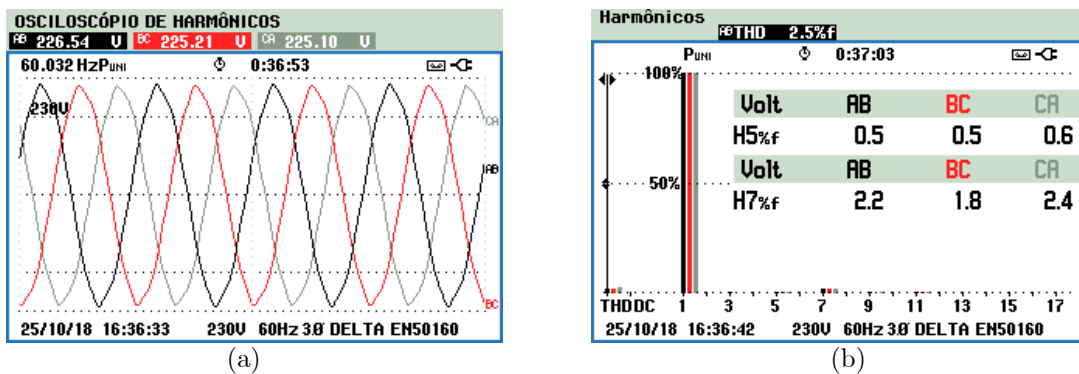 OSCILOSCÓPIO DE HARMÔNICOS
AB 226.54 V BC 225.21 V CA 225.10 V
60.032 HzPUNI 0:36:53
230V
CA
AB
BC
25/10/18 16:36:33 230V 60Hz 3Ø DELTA EN50160
(a)
Harmônicos
AB THD 2.5%f
PUNI 0:37:03
100%
Volt AB BC CA
H5%f 0.5 0.5 0.6
Volt AB BC CA
50%
H7%f 2.2 1.8 2.4
THDDC 1 3 5 7 9 11 13 15 17
25/10/18 16:36:42 230V 60Hz 3Ø DELTA EN50160
(b)